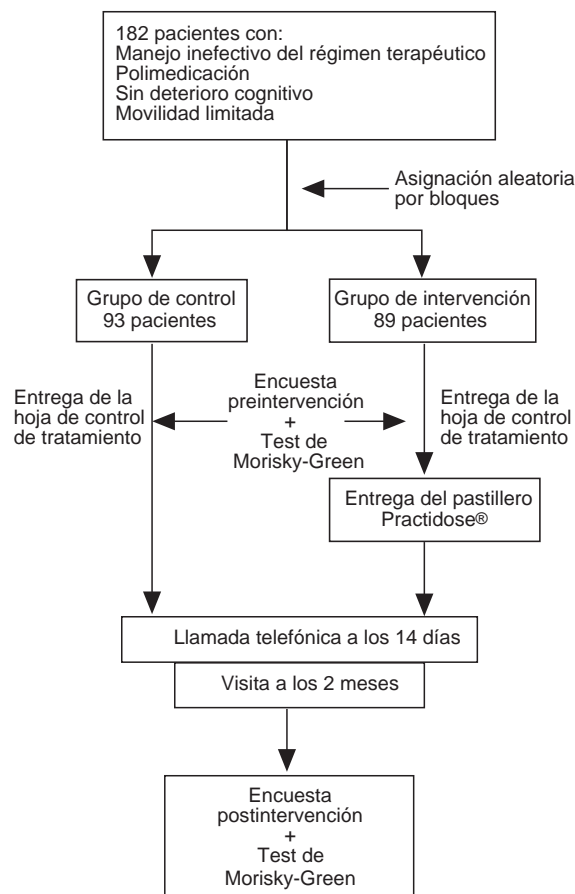 182 pacientes con:
Manejo inefectivo del régimen terapéutico
Polimedicación
Sin deterioro cognitivo
Movilidad limitada
Asignación aleatoria
por bloques
Grupo de control
93 pacientes
Grupo de intervención
89 pacientes
Entrega de la
hoja de control
de tratamiento
Encuesta
preintervención
+
Test de
Morisky-Green
Entrega de la
hoja de control
de tratamiento
Entrega del pastillero
Practidose®
Llamada telefónica a los 14 días
Visita a los 2 meses
Encuesta
postintervención
+
Test de
Morisky-Green